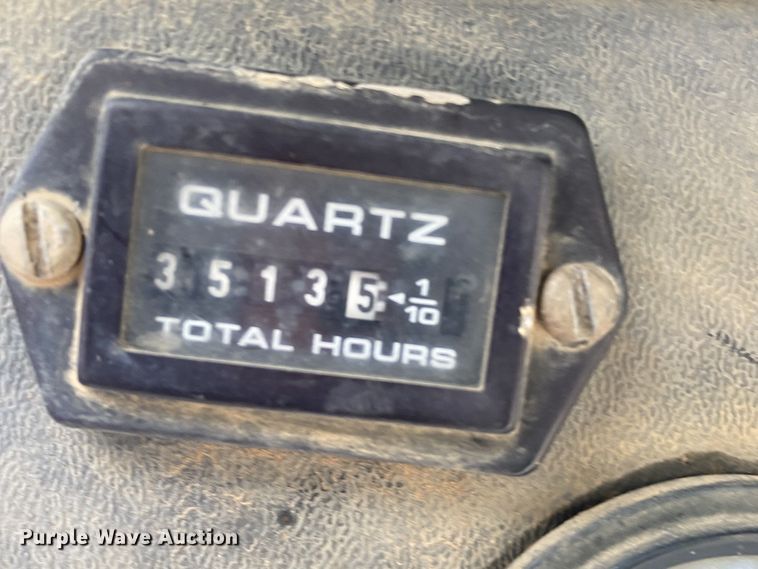 QUARTZ
3 5 1 3 5 ◄ 1/10
TOTAL HOURS
Purple Wave Auction